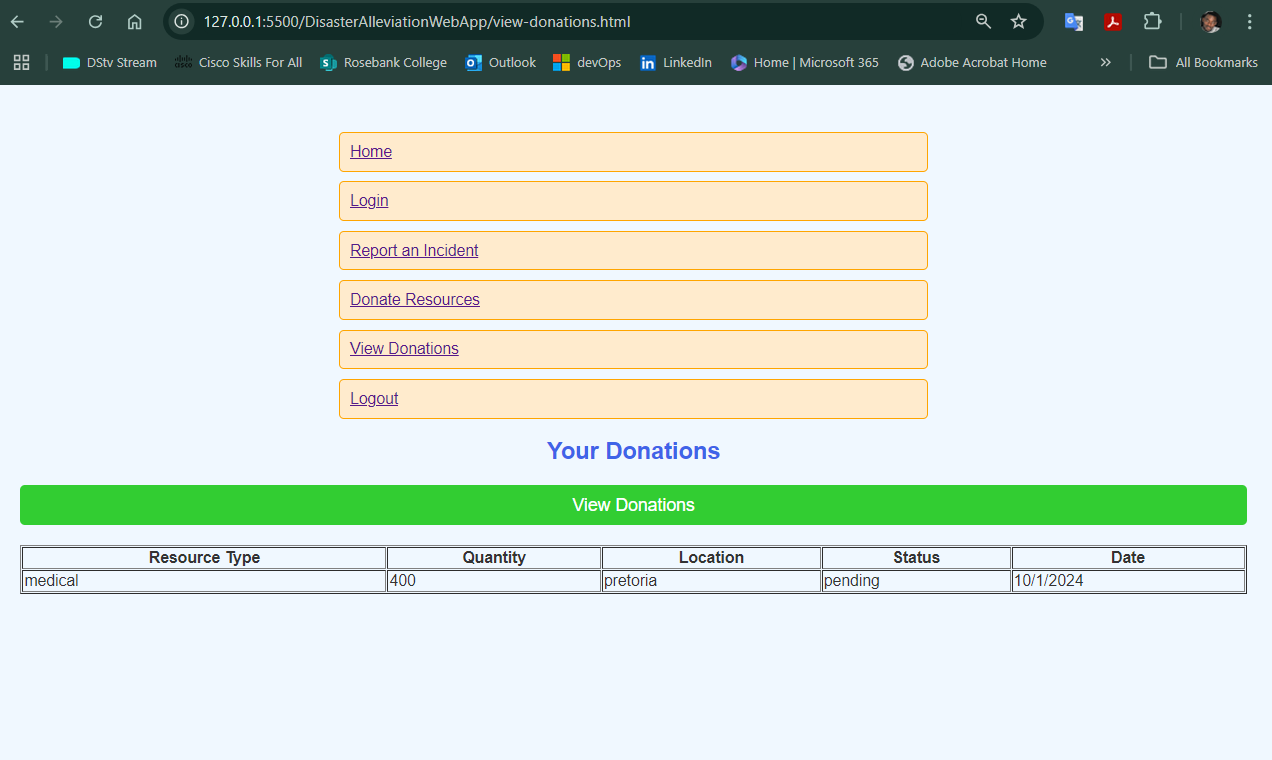 127.0.0.1:5500/DisasterAlleviationWebApp/view-donations.html
DStv Stream cisco Cisco Skills For All S Rosebank College Outlook devOps in LinkedIn Home | Microsoft 365 Adobe Acrobat Home » All Bookmarks
Home
Login
Report an Incident
Donate Resources
View Donations
Logout
Your Donations
View Donations
Resource Type Quantity Location Status Date
medical 400 pretoria pending 10/1/2024